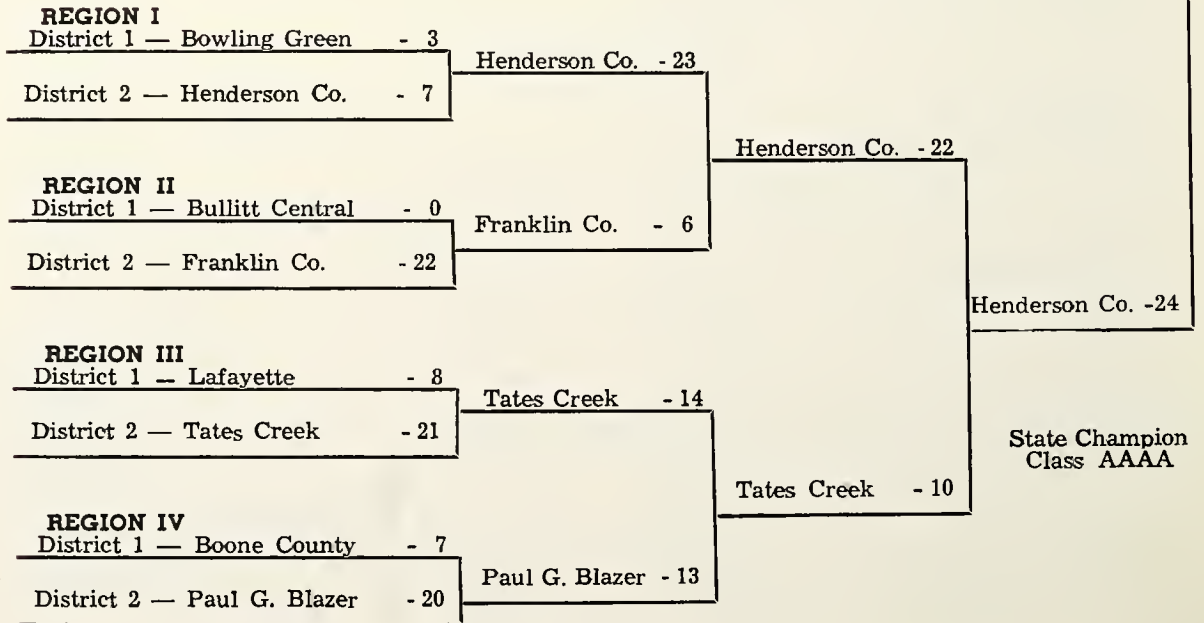 REGION I
District 1 — Bowling Green - 3
District 2 — Henderson Co. - 7
Henderson Co. - 23
REGION II
District 1 — Bullitt Central - 0
District 2 — Franklin Co. - 22
Franklin Co. - 6
Henderson Co. - 22
REGION III
District 1 — Lafayette - 8
District 2 — Tates Creek - 21
Tates Creek - 14
REGION IV
District 1 — Boone County - 7
District 2 — Paul G. Blazer - 20
Paul G. Blazer - 13
Tates Creek - 10
Henderson Co. -24
State Champion
Class AAAA